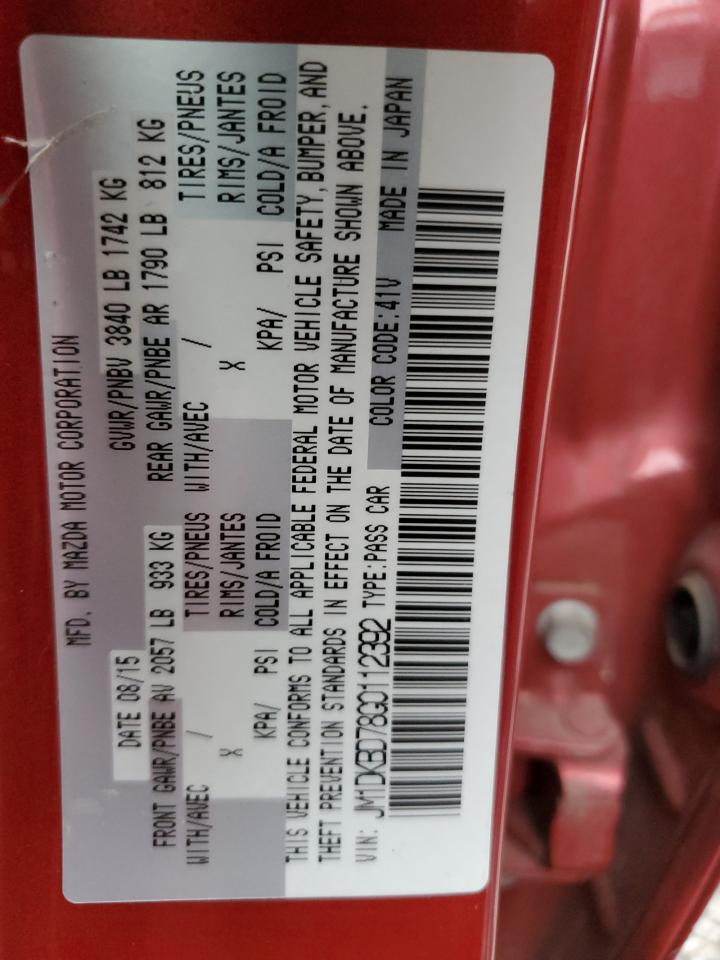 MFD. BY MAZDA MOTOR CORPORATION
DATE 08/15 GVWR/PNBV 3840 LB 1742 KG
FRONT GAWR/PNBE AV 2057 LB 933 KG REAR GAWR/PNBE AR 1790 LB 812 KG
WITH/AVEC / TIRES/PNEUS WITH/AVEC / TIRES/PNEUS
X RIMS/JANTES X RIMS/JANTES
KPA/ PSI COLD/A FROID KPA/ PSI COLD/A FROID
THIS VEHICLE CONFORMS TO ALL APPLICABLE FEDERAL MOTOR VEHICLE SAFETY, BUMPER, AND
THEFT PREVENTION STANDARDS IN EFFECT ON THE DATE OF MANUFACTURE SHOWN ABOVE.
VIN: JM1DKBD78G0112392 TYPE:PASS CAR COLOR CODE:41V MADE IN JAPAN